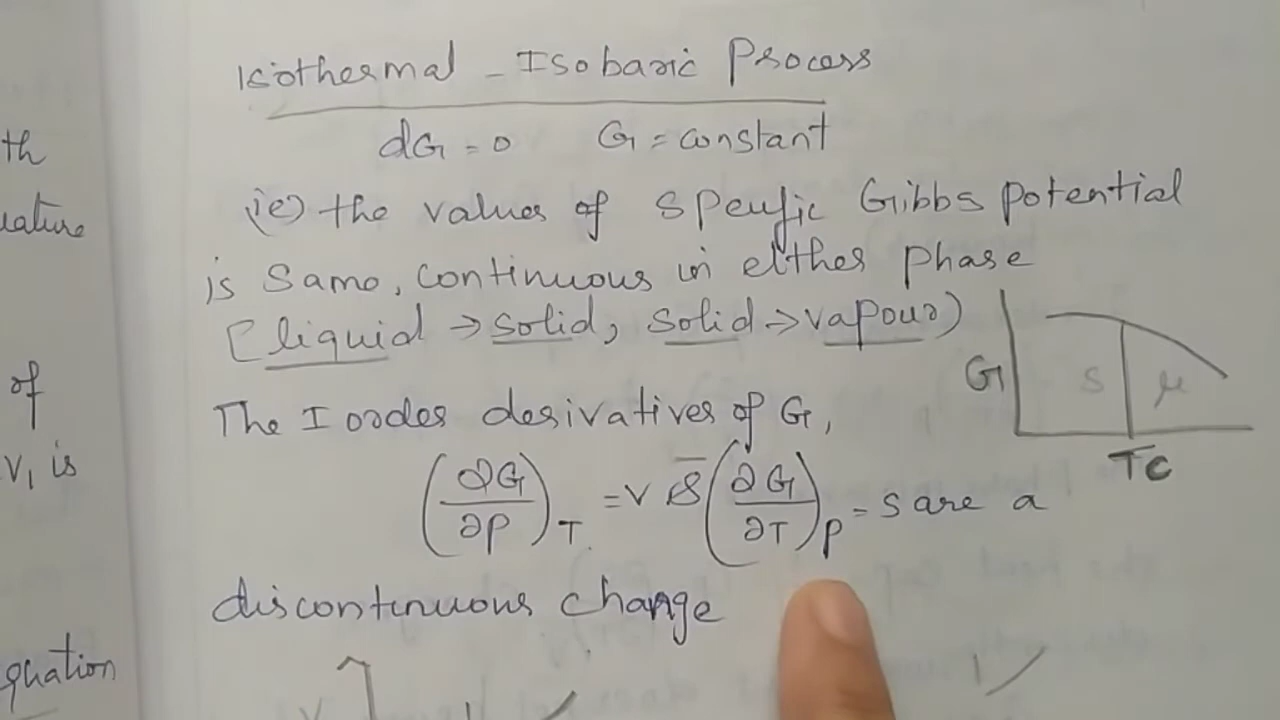 Isothermal - Isobaric Process
dG = 0 G = constant
(ie) the values of specific Gibbs potential
is Same, continuous in either phase
[liquid → solid, solid → vapour)
The I order derivatives of G,
(∂G/∂P)T = V & (∂G/∂T)P = S are a
discontinuous change
G
S
Tc
th
of
V1 is